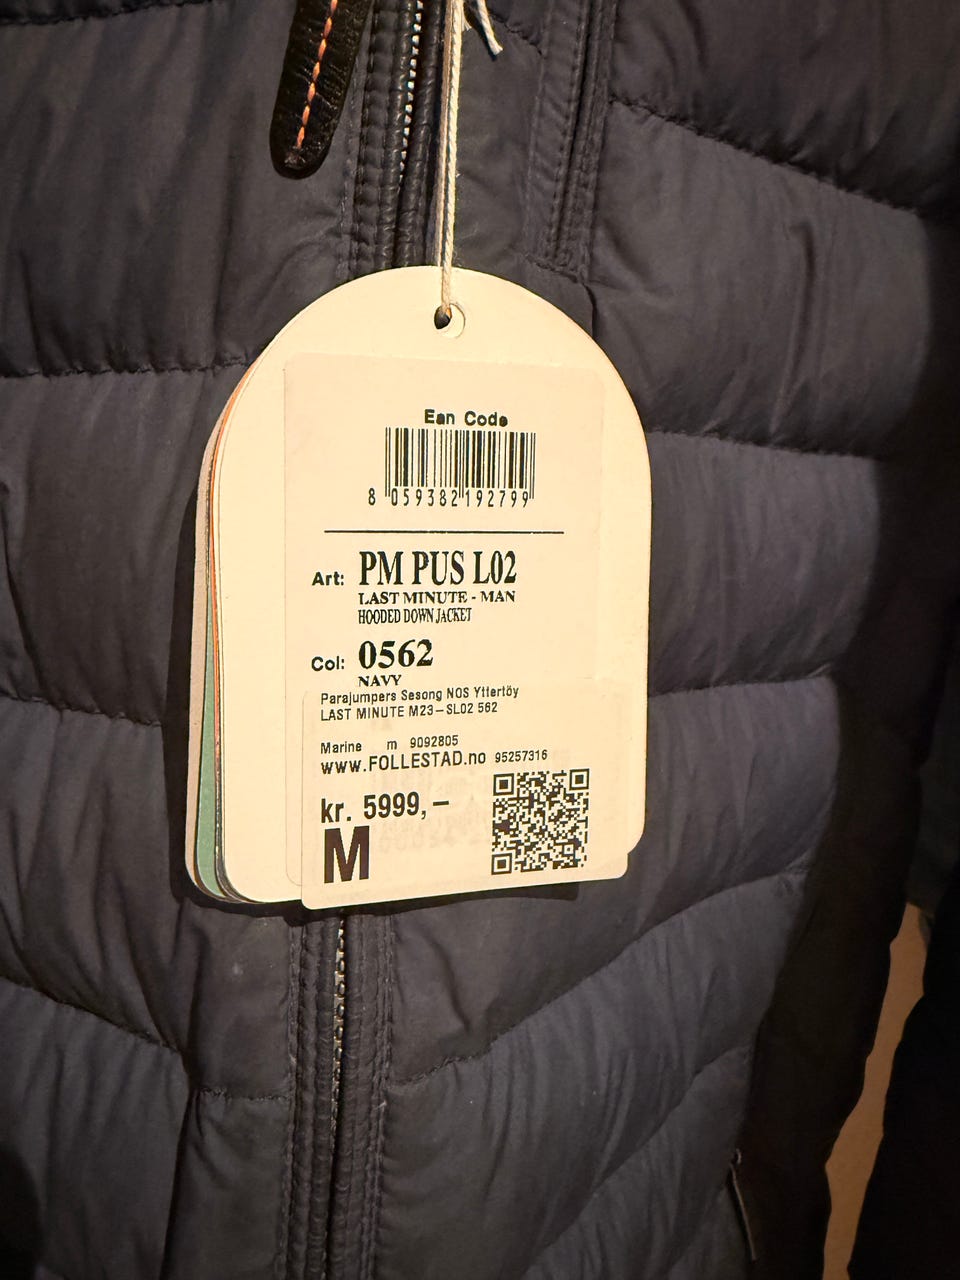 Ean Code
8 059382 192799
Art: PM PUS L02
LAST MINUTE - MAN
HOODED DOWN JACKET
Col: 0562
NAVY
Parajumpers Sesong NOS Yttertöy
LAST MINUTE M23-SL02 562
Marine m 9092805
www.FOLLESTAD.no 95257316
kr. 5999,-
M